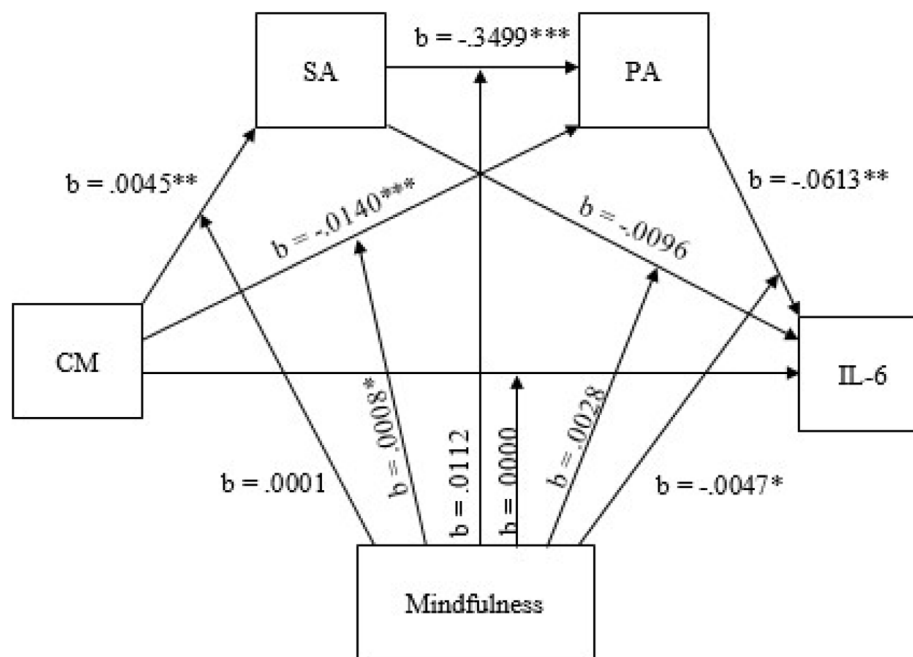 b = -.3499***
SA
PA
b = .0045**
b = -.0140***
b = -.0613**
b = -.0096
CM
IL-6
b = .0001
b = .0008*
b = .0112
b = .0000
b = .0028
b = -.0047*
Mindfulness